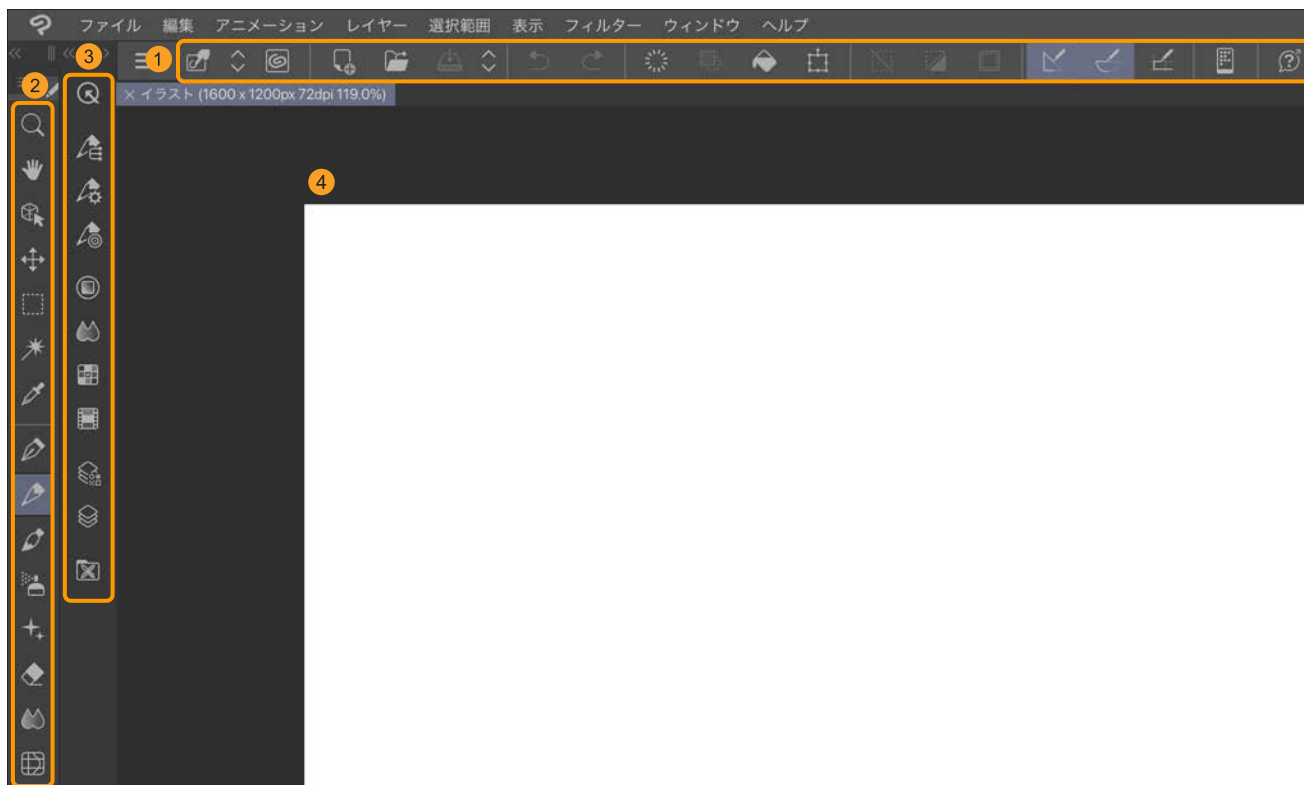 ファイル 編集 アニメーション レイヤー 選択範囲 表示 フィルター ウィンドウ ヘルプ
1
3
2
イラスト (1600 x 1200px 72dpi 119.0%)
4